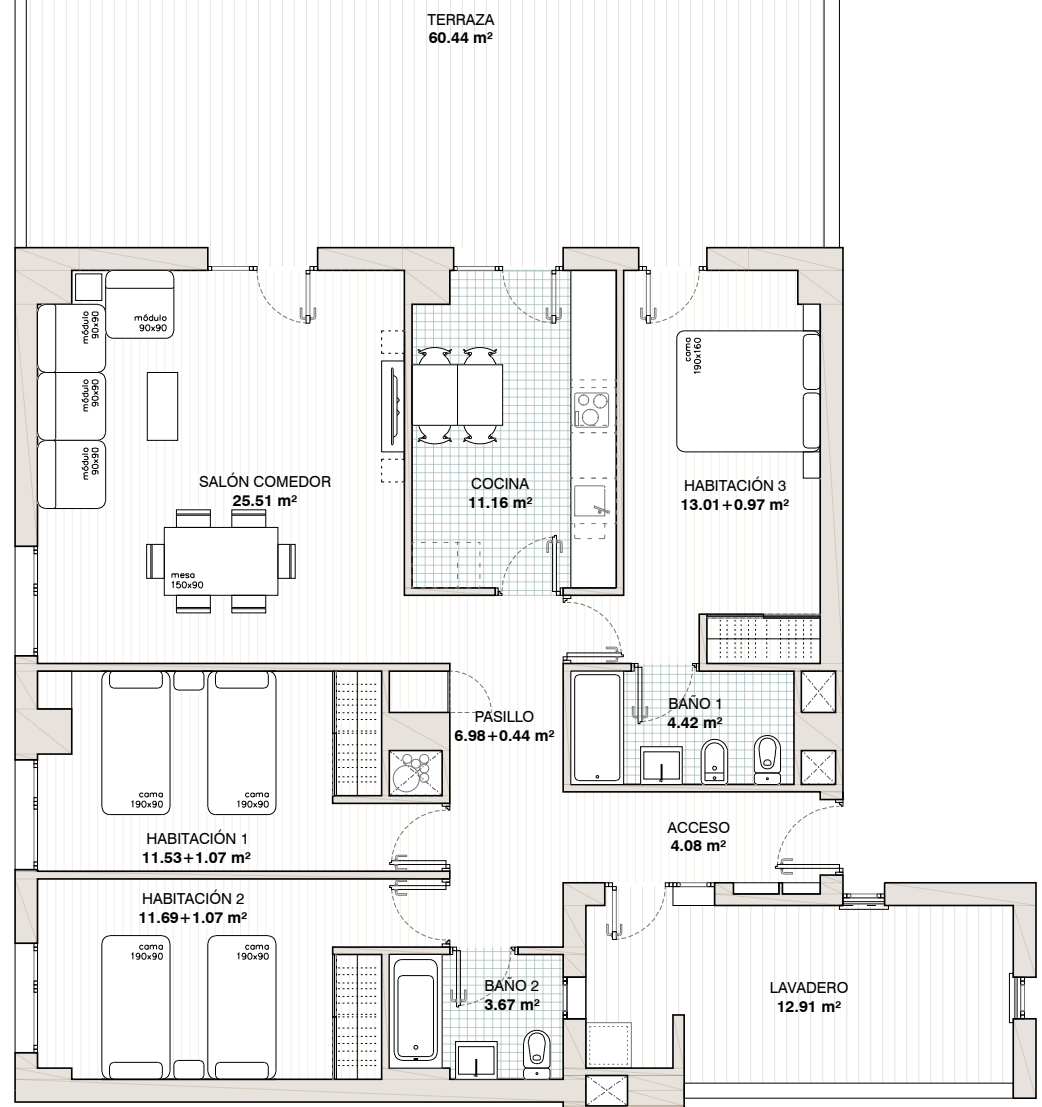 TERRAZA
60.44 m²
módulo
90x90
módulo
90x90
módulo
90x90
módulo
90x90
cama
190x160
SALÓN COMEDOR
25.51 m²
COCINA
11.16 m²
HABITACIÓN 3
13.01+0.97 m²
mesa
150x90
PASILLO
6.98+0.44 m²
BAÑO 1
4.42 m²
cama
190x90
cama
190x90
HABITACIÓN 1
11.53+1.07 m²
ACCESO
4.08 m²
HABITACIÓN 2
11.69+1.07 m²
cama
190x90
cama
190x90
BAÑO 2
3.67 m²
LAVADERO
12.91 m²